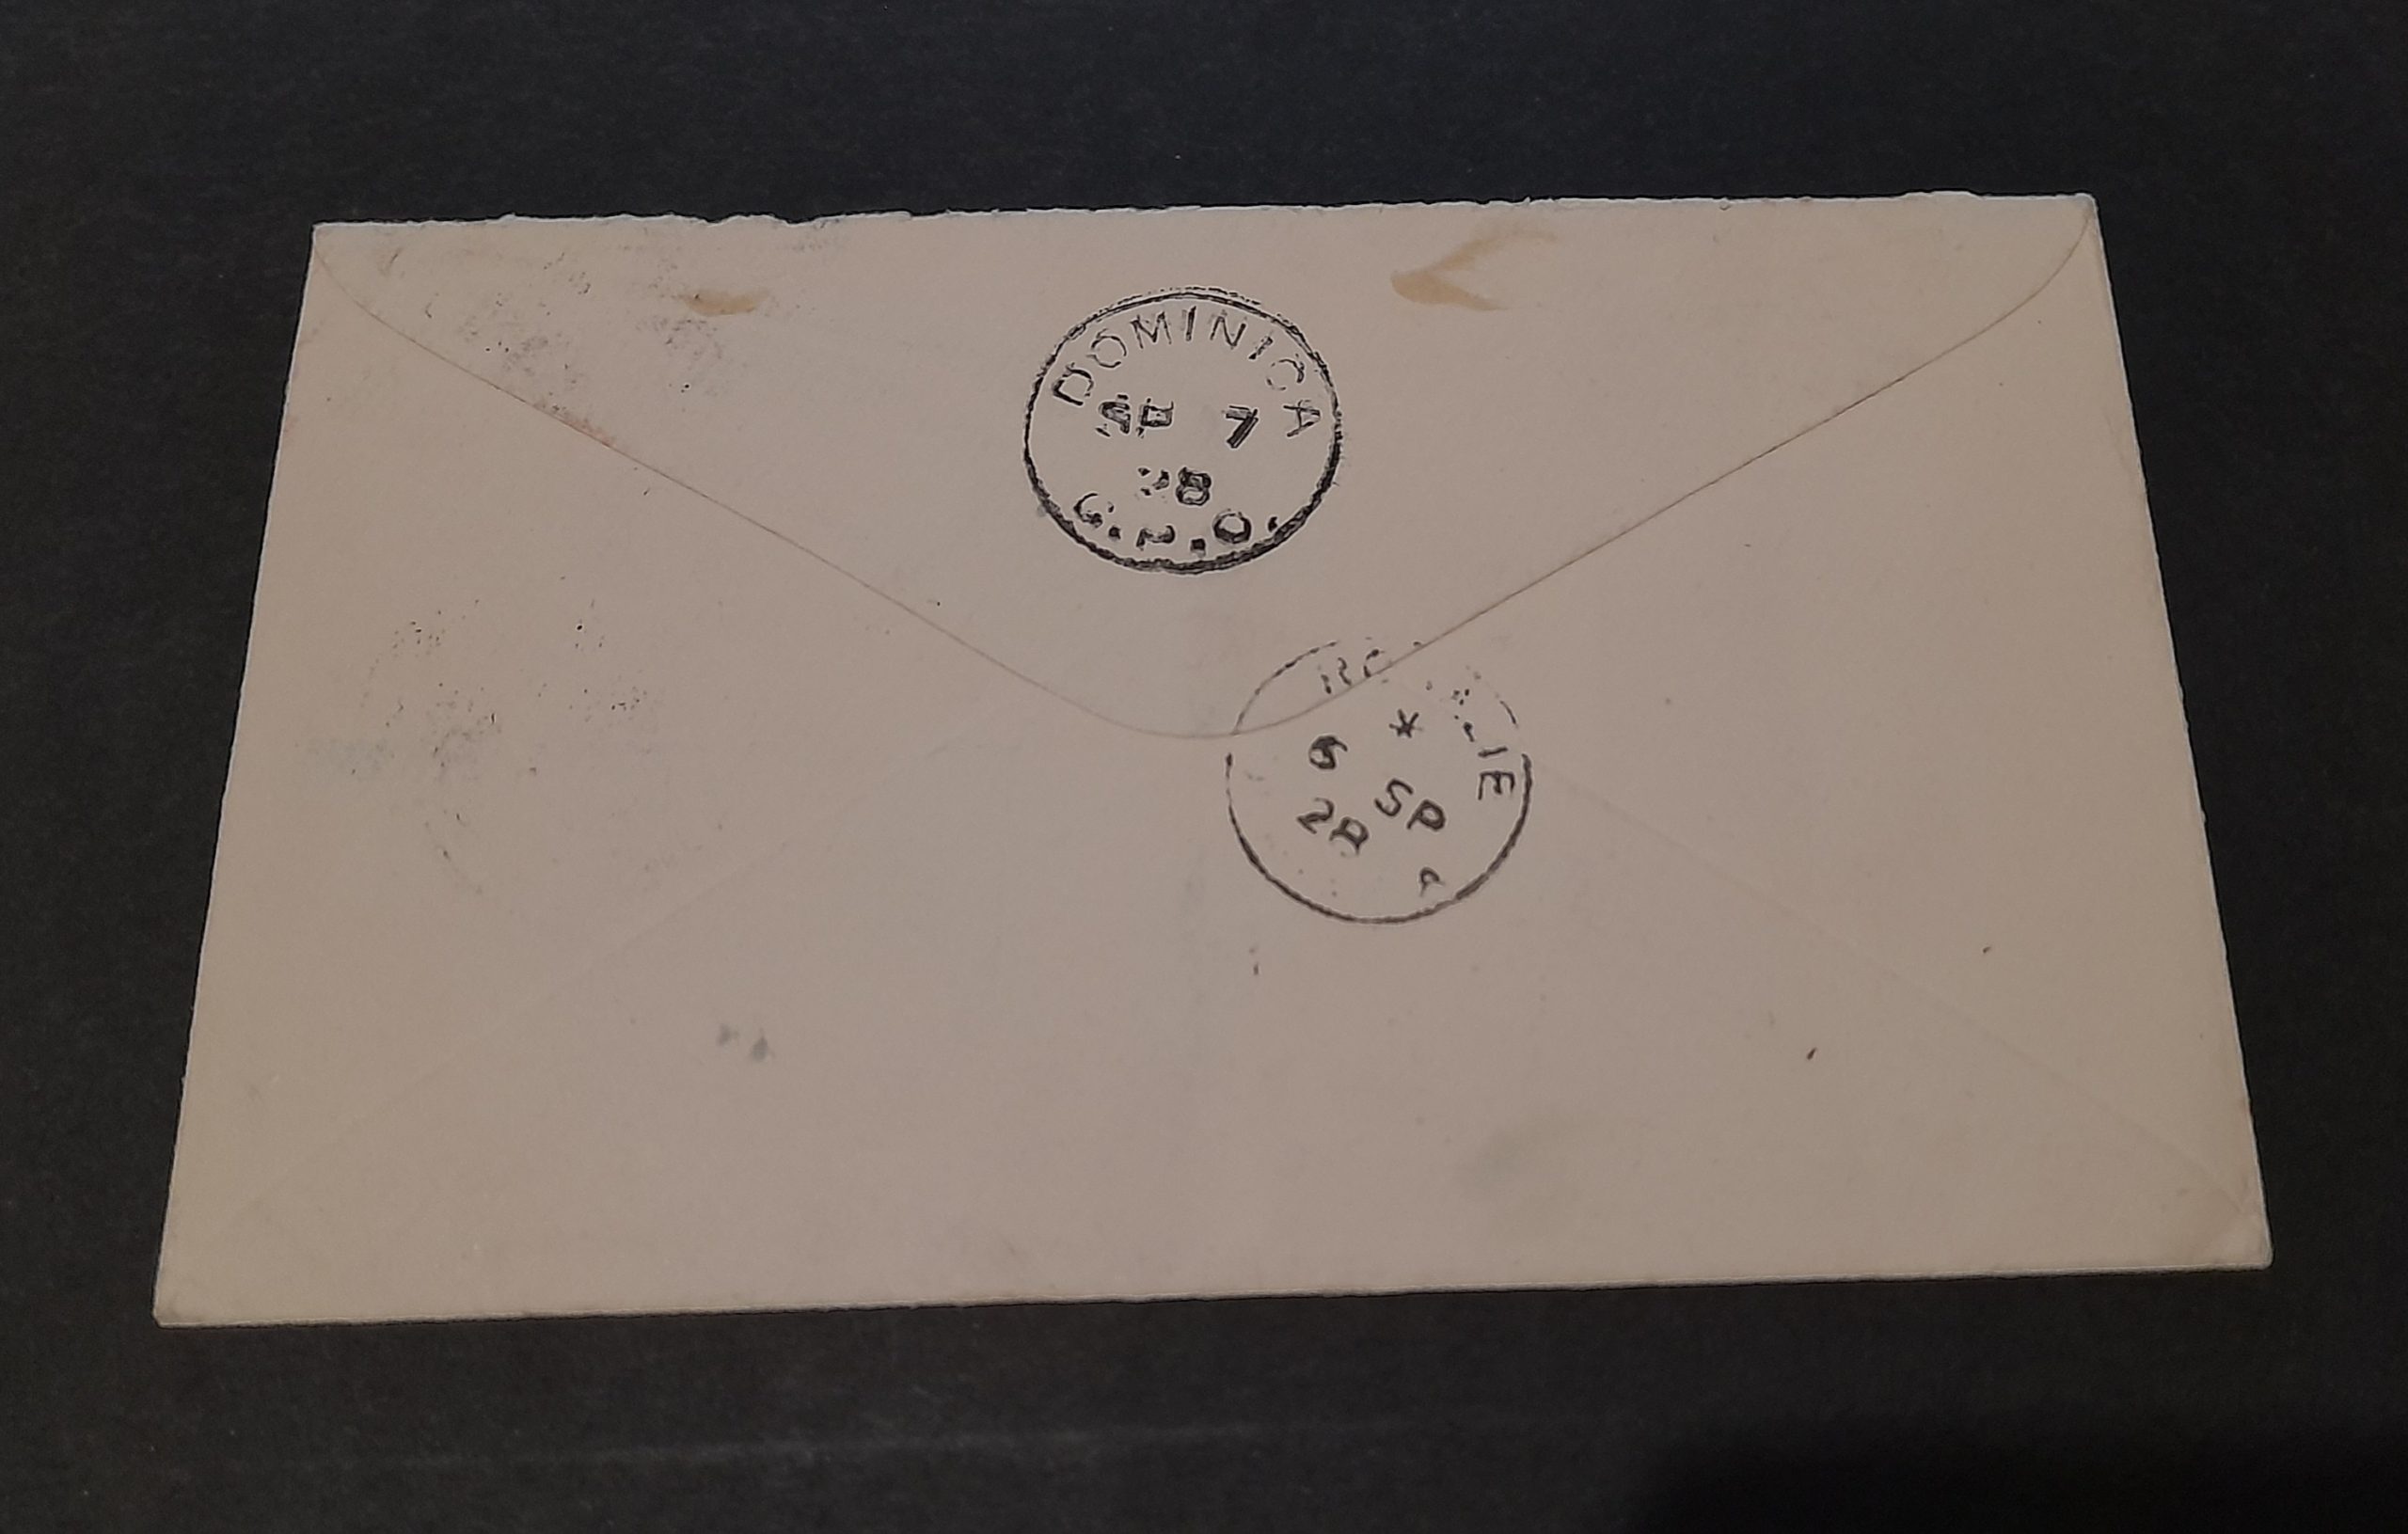 DOMINICA
SP 7
28
G.P.O.
*
6 SP
28